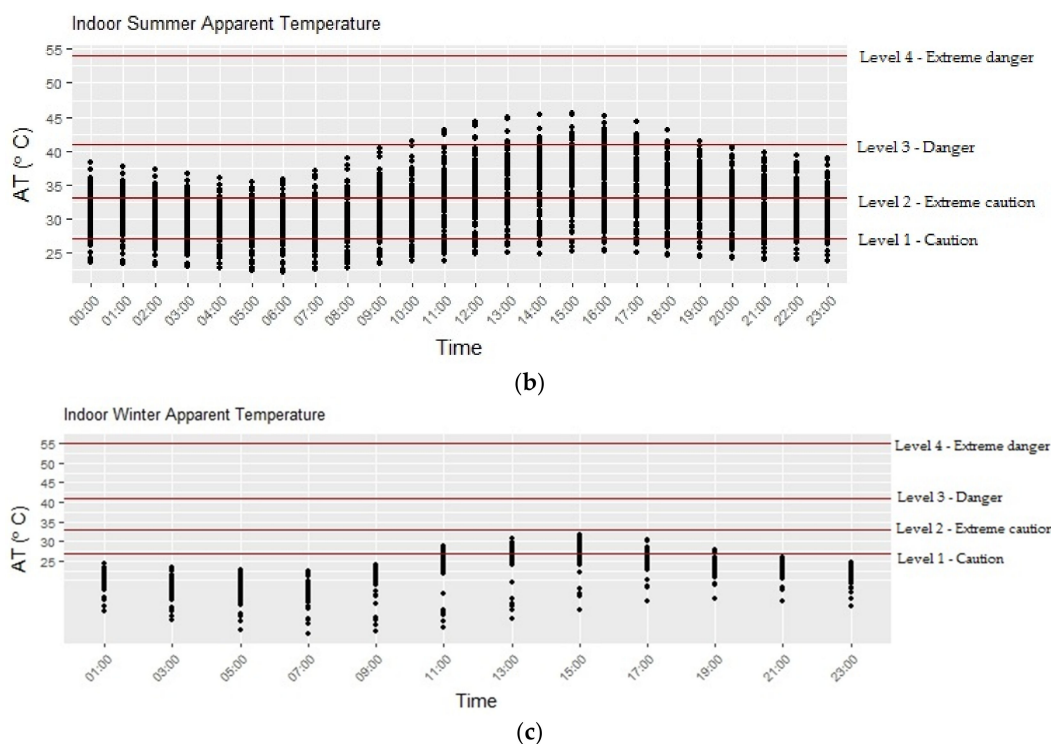 Indoor Summer Apparent Temperature
55
Level 4 - Extreme danger
50
45
40
Level 3 - Danger
35
Level 2 - Extreme caution
30
Level 1 - Caution
25
AT (º C)
00:00 01:00 02:00 03:00 04:00 05:00 06:00 07:00 08:00 09:00 10:00 11:00 12:00 13:00 14:00 15:00 16:00 17:00 18:00 19:00 20:00 21:00 22:00 23:00
Time
(b)
Indoor Winter Apparent Temperature
55
Level 4 - Extreme danger
50
45
40
Level 3 - Danger
35
Level 2 - Extreme caution
30
25
Level 1 - Caution
AT (º C)
01:00 03:00 05:00 07:00 09:00 11:00 13:00 15:00 17:00 19:00 21:00 23:00
Time
(c)